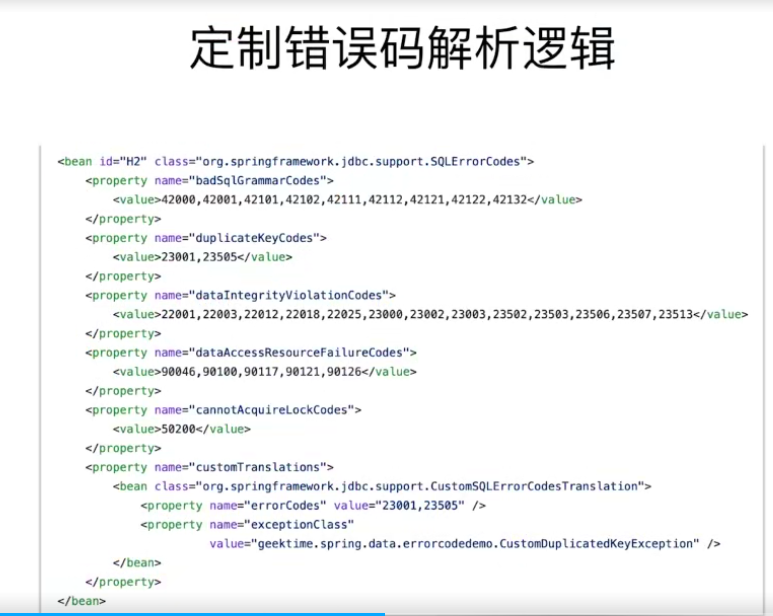 定制错误码解析逻辑
<bean id="H2" class="org.springframework.jdbc.support.SQLErrorCodes">
<property name="badSqlGrammarCodes">
<value>42000,42001,42101,42102,42111,42112,42121,42122,42132</value>
</property>
<property name="duplicateKeyCodes">
<value>23001,23505</value>
</property>
<property name="dataIntegrityViolationCodes">
<value>22001,22003,22012,22018,22025,23000,23002,23003,23502,23503,23506,23507,23513</value>
</property>
<property name="dataAccessResourceFailureCodes">
<value>90046,90100,90117,90121,90126</value>
</property>
<property name="cannotAcquireLockCodes">
<value>50200</value>
</property>
<property name="customTranslations">
<bean class="org.springframework.jdbc.support.CustomSQLErrorCodesTranslation">
<property name="errorCodes" value="23001,23505" />
<property name="exceptionClass"
value="geektime.spring.data.errorcodedemo.CustomDuplicatedKeyException" />
</bean>
</property>
</bean>